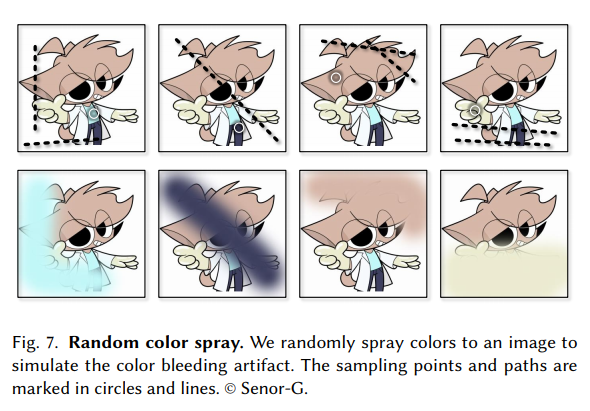 Fig. 7. Random color spray. We randomly spray colors to an image to
simulate the color bleeding artifact. The sampling points and paths are
marked in circles and lines. © Senor-G.